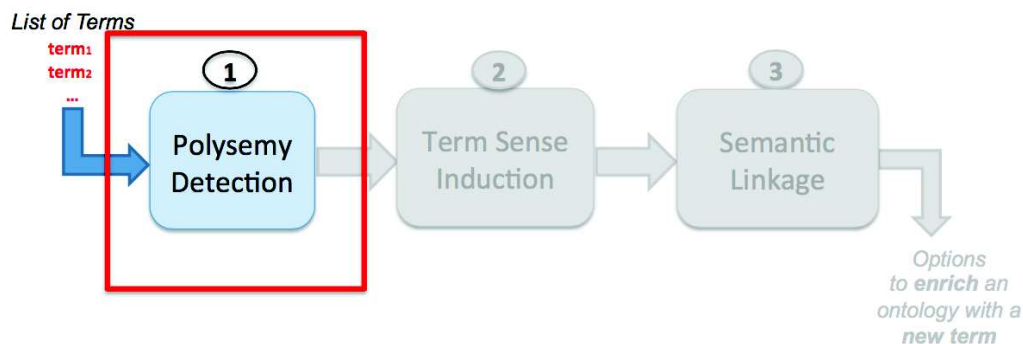 List of Terms
term1
term2
...
1
Polysemy
Detection
2
Term Sense
Induction
3
Semantic
Linkage
Options
to enrich an
ontology with a
new term